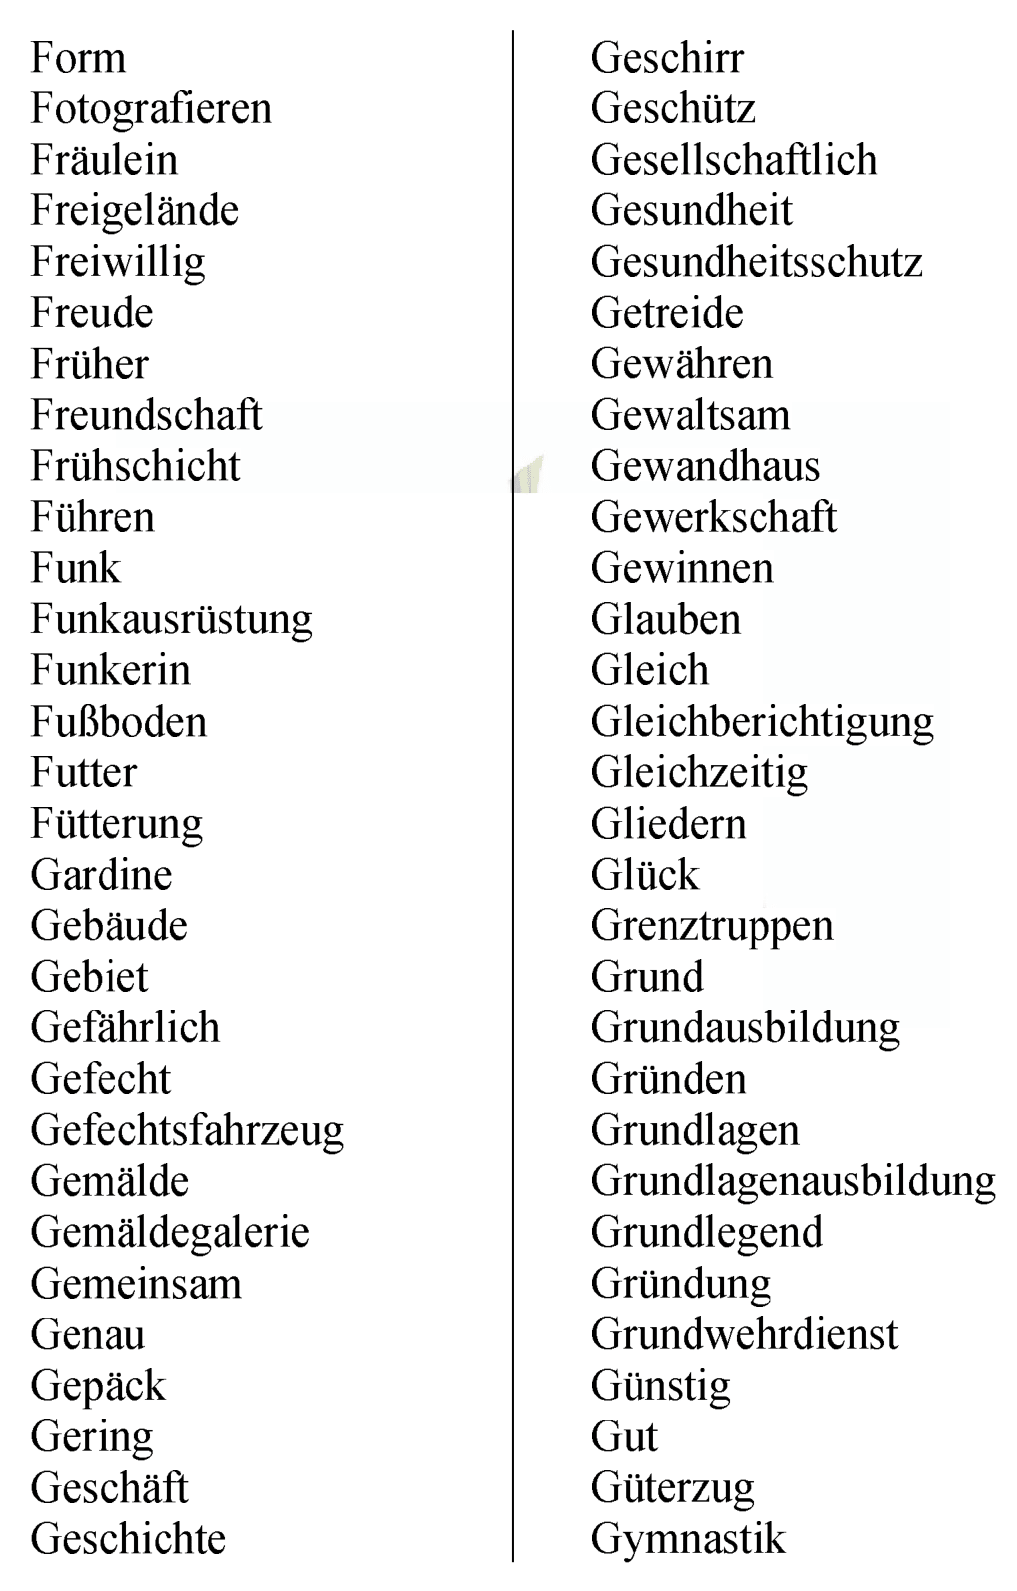 Form
Fotografieren
Fräulein
Freigelände
Freiwillig
Freude
Früher
Freundschaft
Frühschicht
Führen
Funk
Funkausrüstung
Funkerin
Fußboden
Futter
Fütterung
Gardine
Gebäude
Gebiet
Gefährlich
Gefecht
Gefechtsfahrzeug
Gemälde
Gemäldegalerie
Gemeinsam
Genau
Gepäck
Gering
Geschäft
Geschichte
Geschirr
Geschütz
Gesellschaftlich
Gesundheit
Gesundheitsschutz
Getreide
Gewähren
Gewaltsam
Gewandhaus
Gewerkschaft
Gewinnen
Glauben
Gleich
Gleichberichtigung
Gleichzeitig
Gliedern
Glück
Grenztruppen
Grund
Grundausbildung
Gründen
Grundlagen
Grundlagenausbildung
Grundlegend
Gründung
Grundwehrdienst
Günstig
Gut
Güterzug
Gymnastik